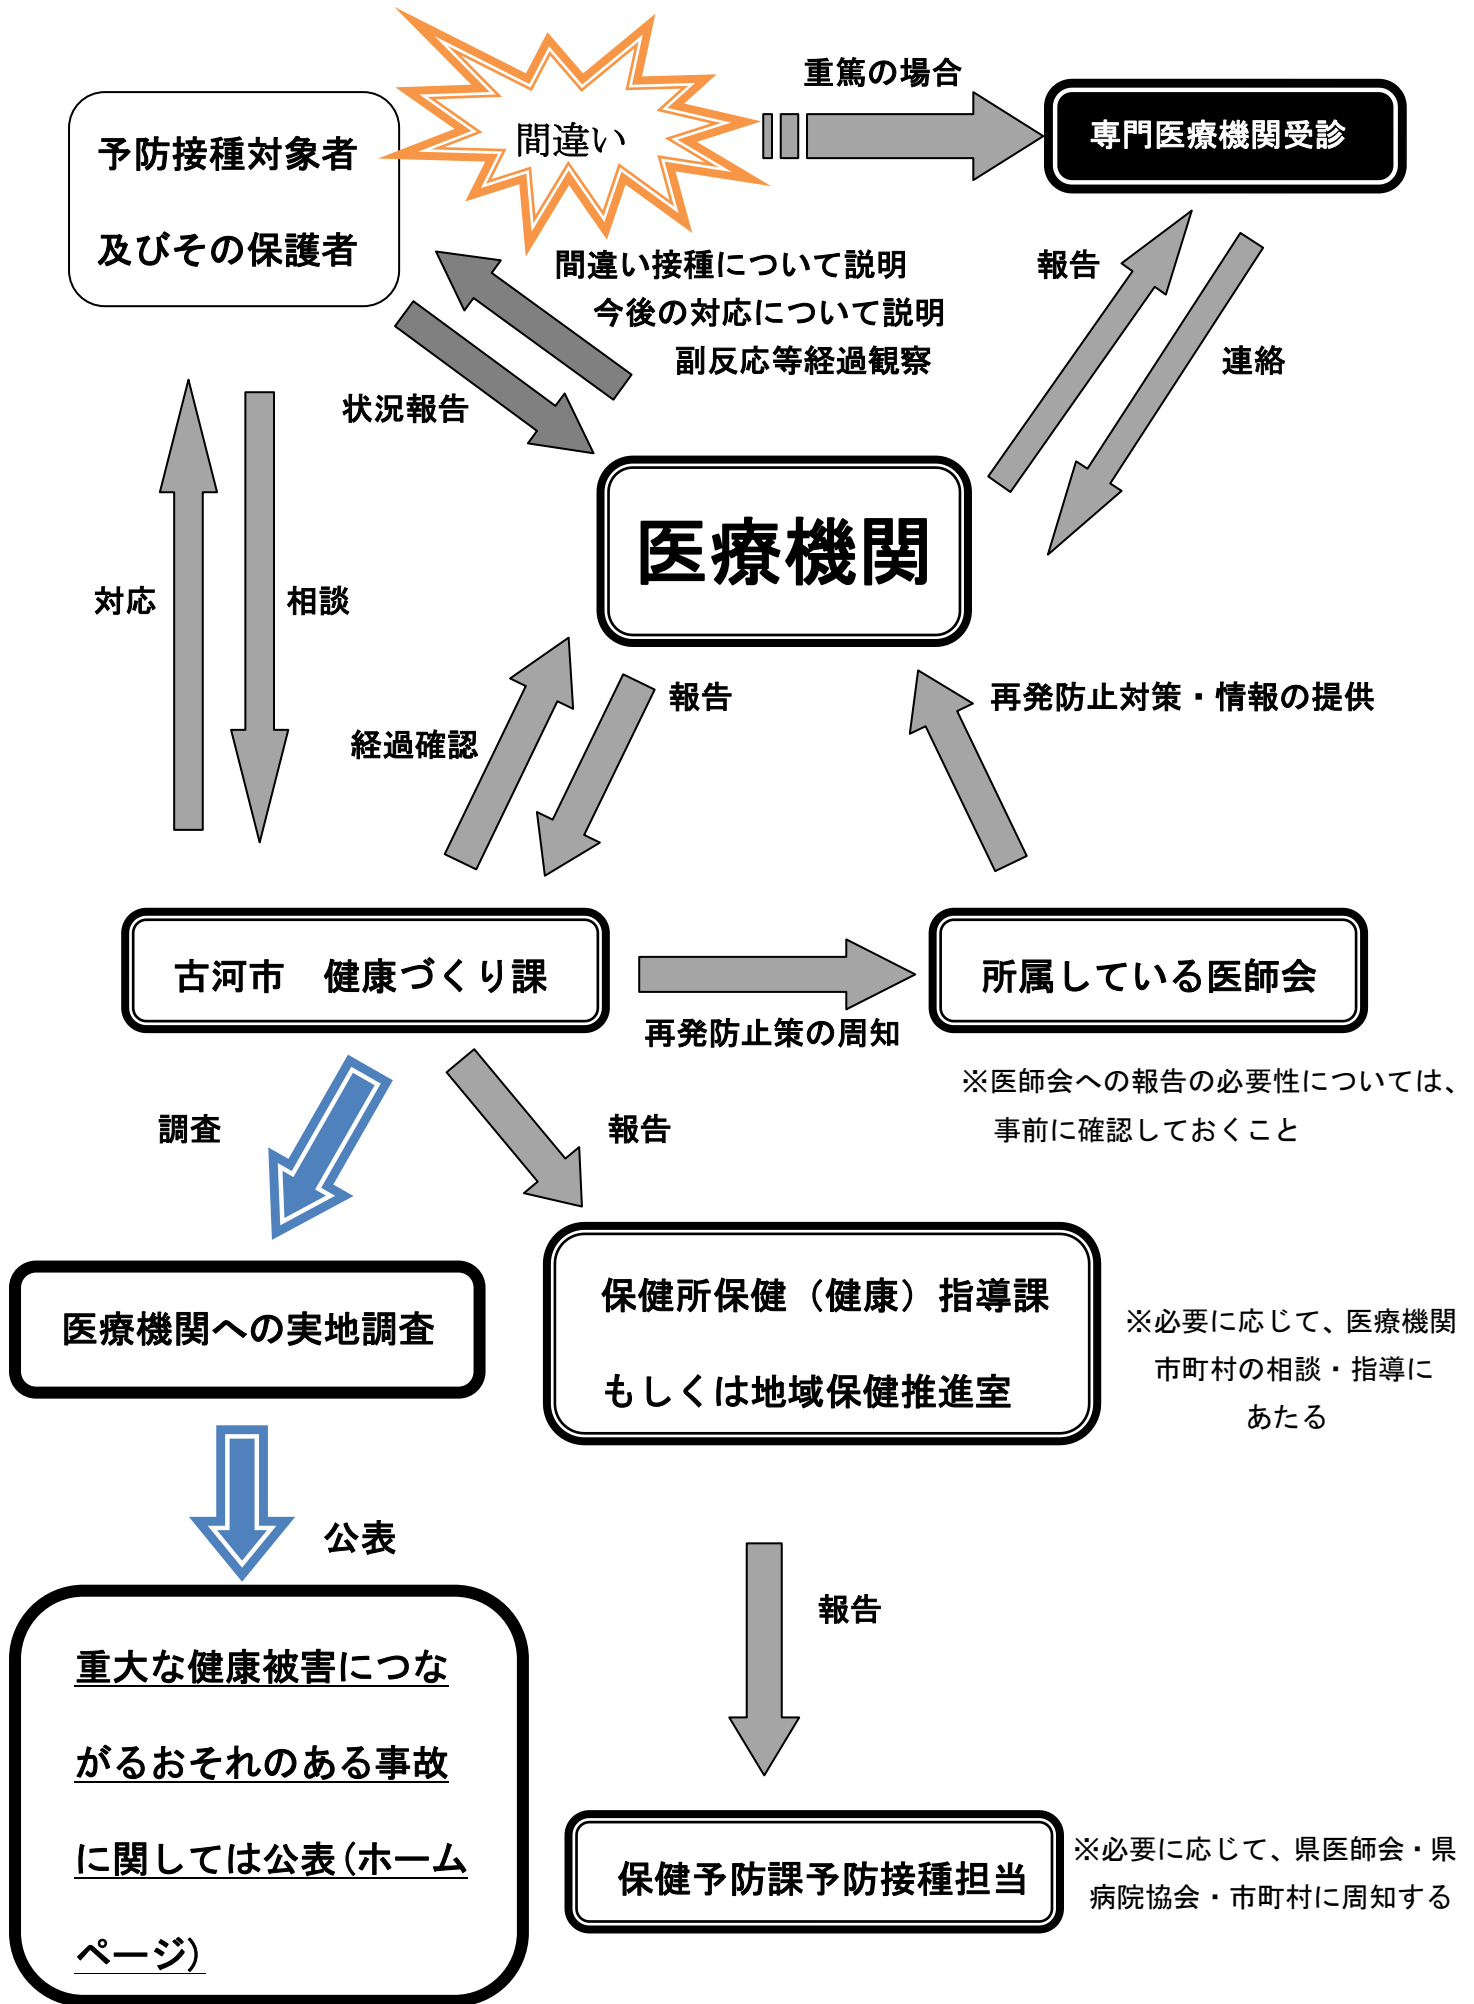 重篤の場合
間違い
専門医療機関受診
予防接種対象者
及びその保護者
間違い接種について説明
今後の対応について説明
副反応等経過観察
報告
連絡
状況報告
医療機関
対応
相談
経過確認
報告
再発防止対策・情報の提供
古河市　健康づくり課
再発防止策の周知
所属している医師会
※医師会への報告の必要性については、
事前に確認しておくこと
調査
報告
医療機関への実地調査
保健所保健（健康）指導課
もしくは地域保健推進室
※必要に応じて、医療機関
市町村の相談・指導に
あたる
公表
報告
重大な健康被害につな
がるおそれのある事故
に関しては公表(ホーム
ページ)
保健予防課予防接種担当
※必要に応じて、県医師会・県
病院協会・市町村に周知する